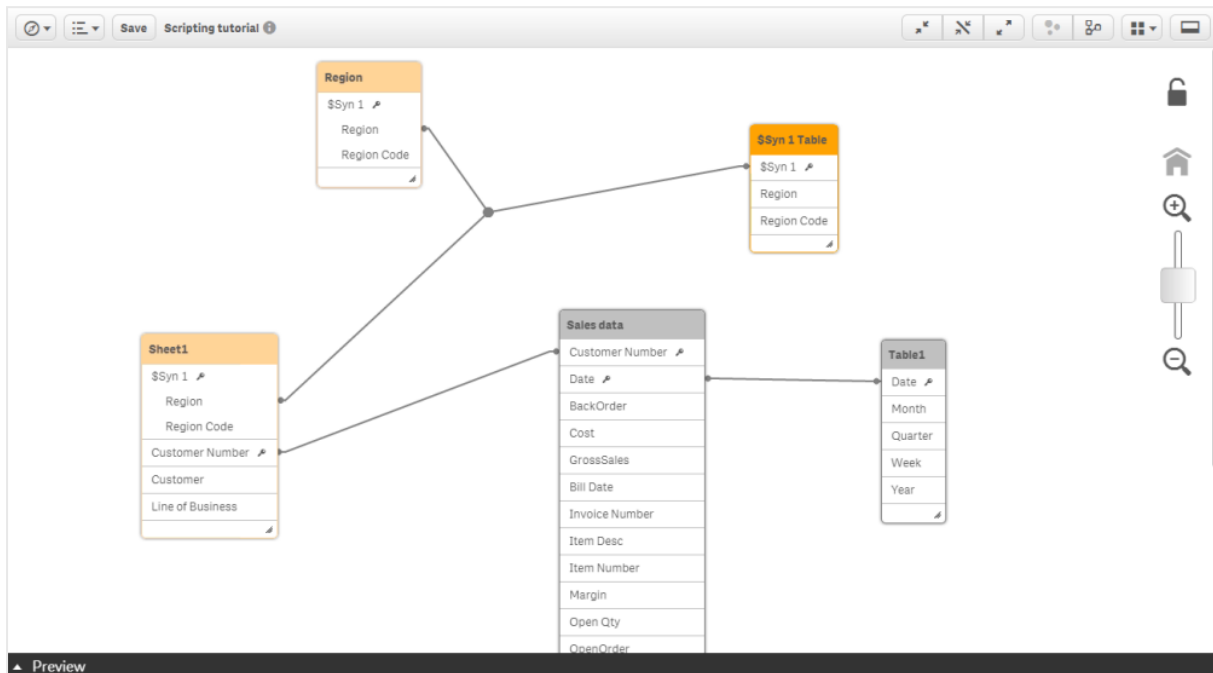 Save
Scripting tutorial
Region
$Syn 1
Region
Region Code
$Syn 1 Table
$Syn 1
Region
Region Code
Sheet1
$Syn 1
Region
Region Code
Customer Number
Customer
Line of Business
Sales data
Customer Number
Date
BackOrder
Cost
GrossSales
Bill Date
Invoice Number
Item Desc
Item Number
Margin
Open Qty
OpenOrder
Table1
Date
Month
Quarter
Week
Year
Preview